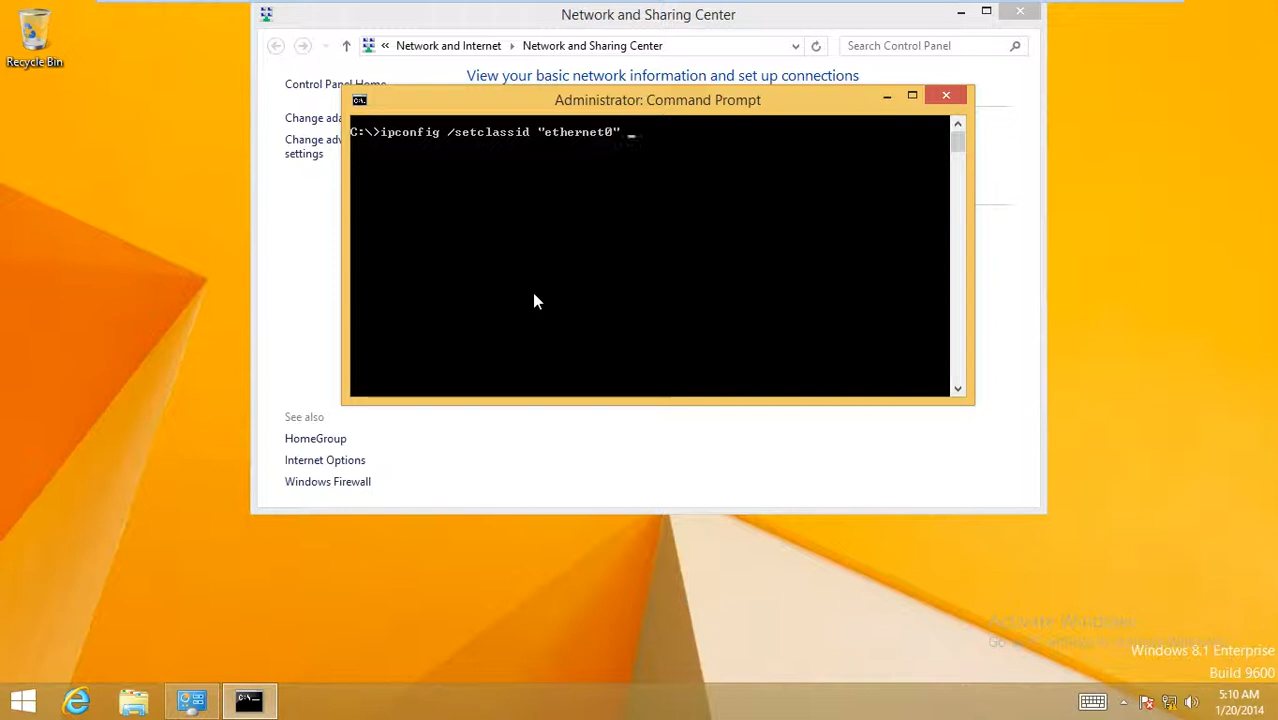 Recycle Bin
Network and Sharing Center
« Network and Internet
Network and Sharing Center
Search Control Panel
Control Panel Home
View your basic network information and set up connections
Change ada
Change adv
settings
Administrator: Command Prompt
C:\>ipconfig /setclassid "ethernet0" _
See also
HomeGroup
Internet Options
Windows Firewall
Activate Windows
Windows 8.1 Enterprise
Build 9600
C:\_
5:10 AM
1/20/2014